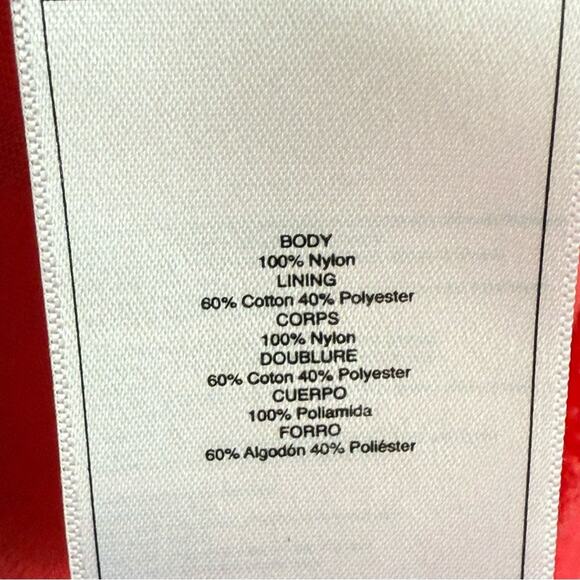 BODY
100% Nylon
LINING
60% Cotton 40% Polyester
CORPS
100% Nylon
DOUBLURE
60% Coton 40% Polyester
CUERPO
100% Poliamida
FORRO
60% Algodón 40% Poliéster